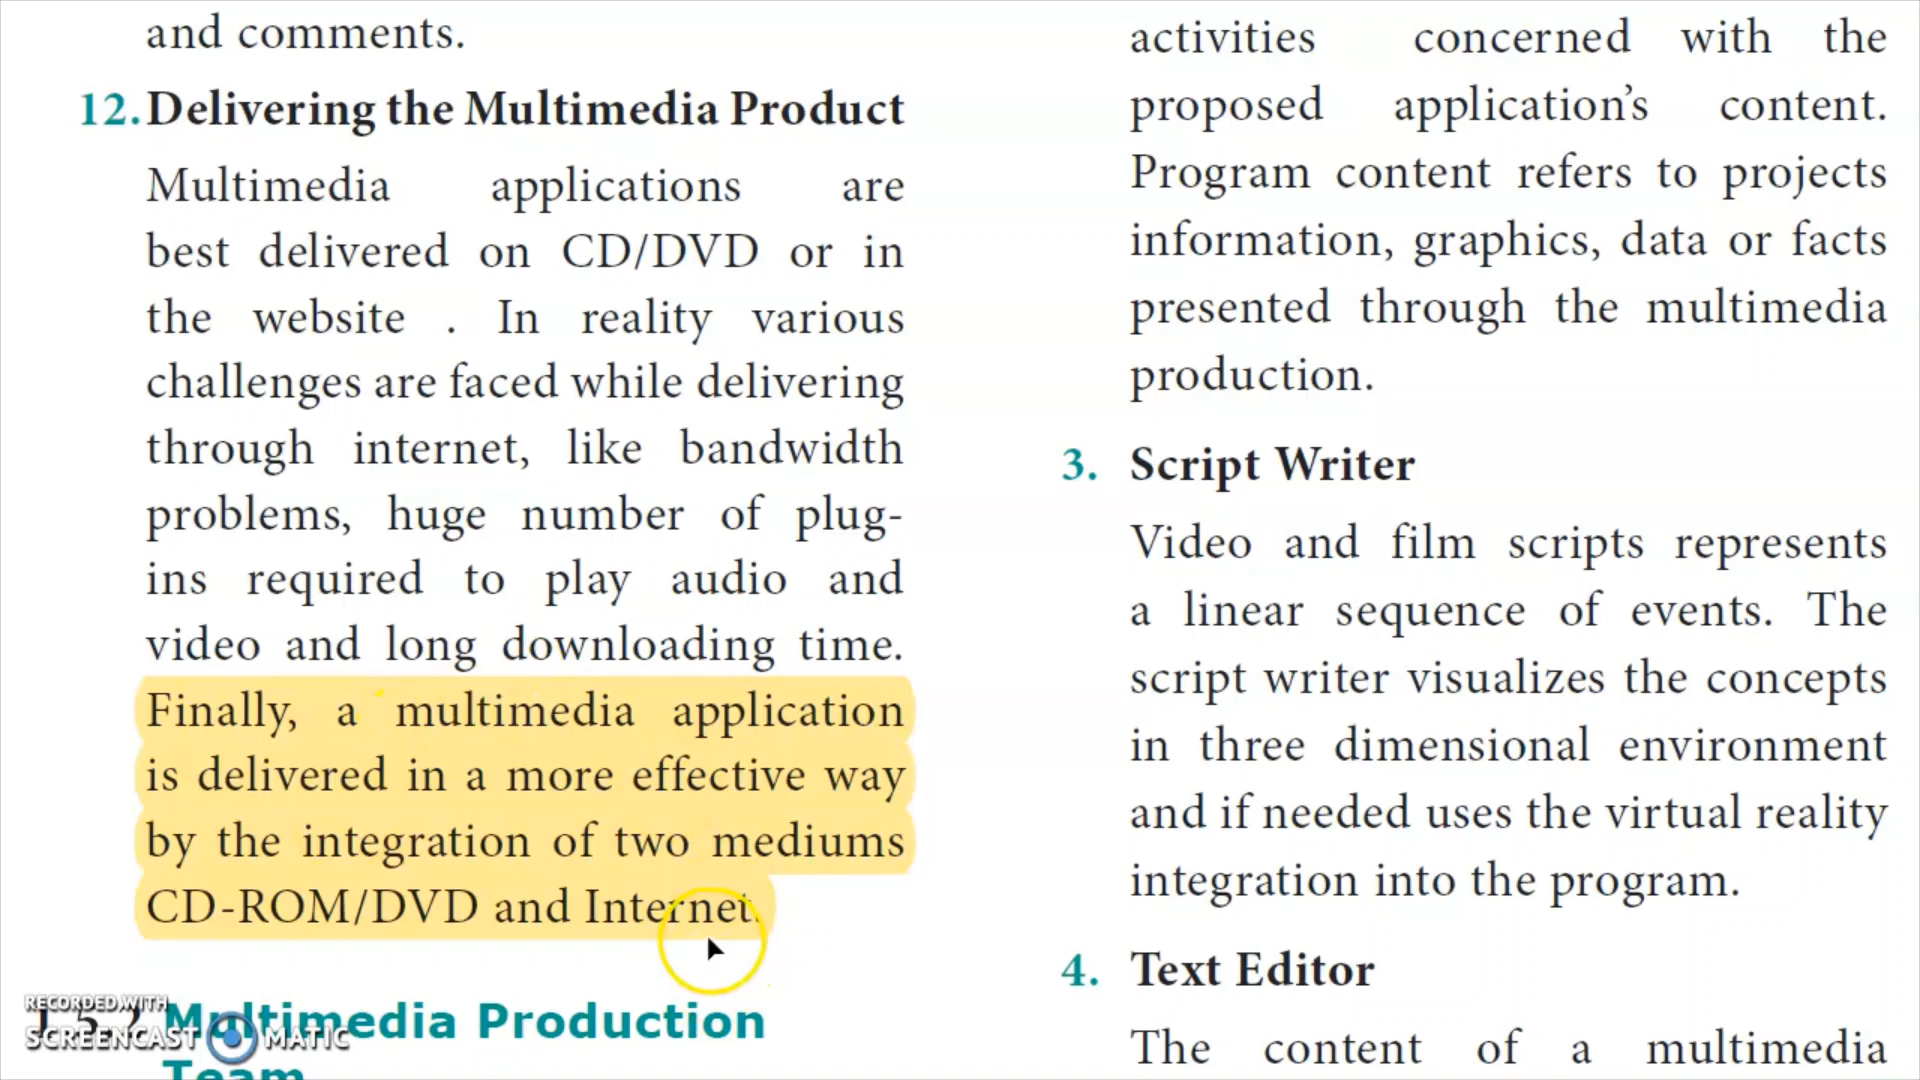 and comments.
12. Delivering the Multimedia Product
Multimedia applications are
best delivered on CD/DVD or in
the website . In reality various
challenges are faced while delivering
through internet, like bandwidth
problems, huge number of plug-
ins required to play audio and
video and long downloading time.
Finally, a multimedia application
is delivered in a more effective way
by the integration of two mediums
CD-ROM/DVD and Internet.
Multimedia Production
Team
activities concerned with the
proposed application's content.
Program content refers to projects
information, graphics, data or facts
presented through the multimedia
production.
3. Script Writer
Video and film scripts represents
a linear sequence of events. The
script writer visualizes the concepts
in three dimensional environment
and if needed uses the virtual reality
integration into the program.
4. Text Editor
The content of a multimedia
RECORDED WITH
SCREENCAST MATIC